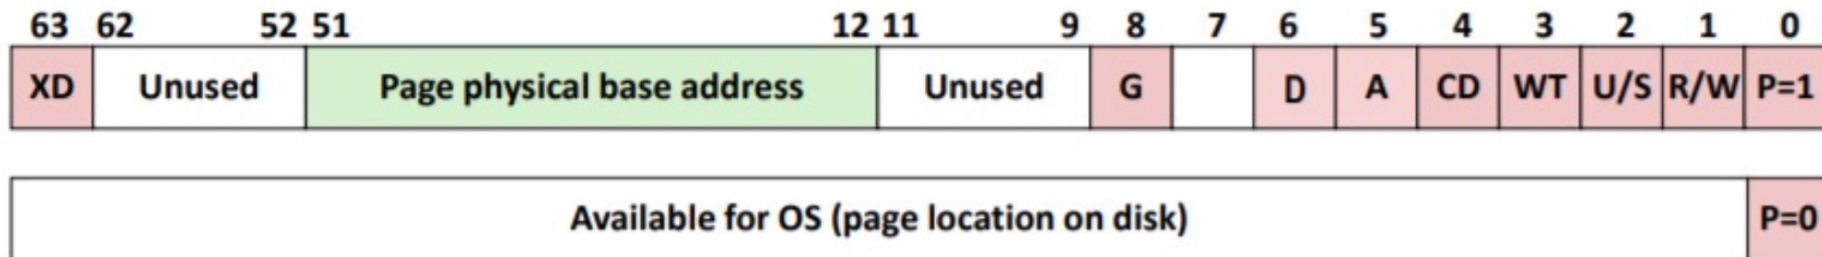 63 62 52 51 12 11 9 8 7 6 5 4 3 2 1 0
XD Unused Page physical base address Unused G D A CD WT U/S R/W P=1
Available for OS (page location on disk) P=0